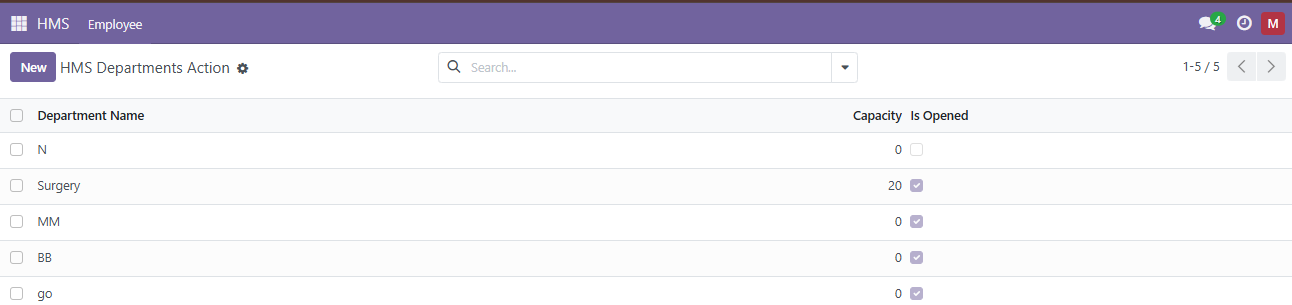 HMS Employee 4 M
New HMS Departments Action Search... 1-5 / 5
Department Name Capacity Is Opened
N 0
Surgery 20
MM 0
BB 0
go 0